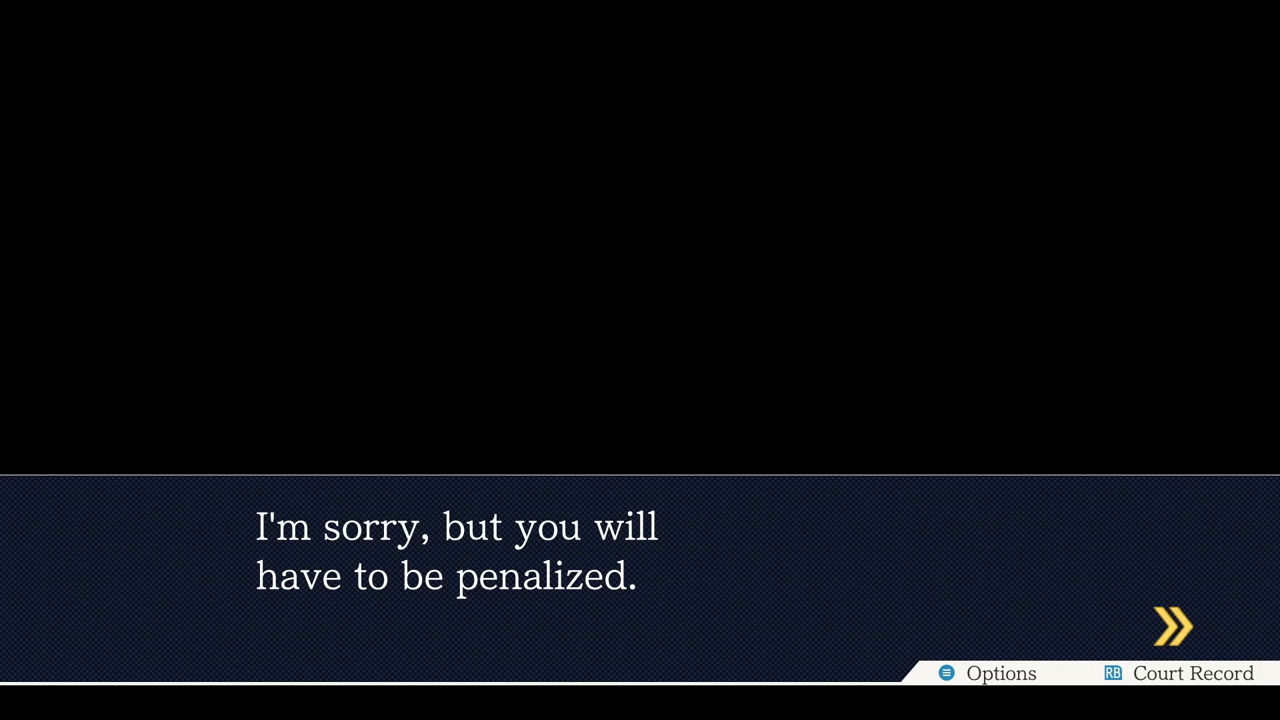 I'm sorry, but you will
have to be penalized.
Options
RB Court Record